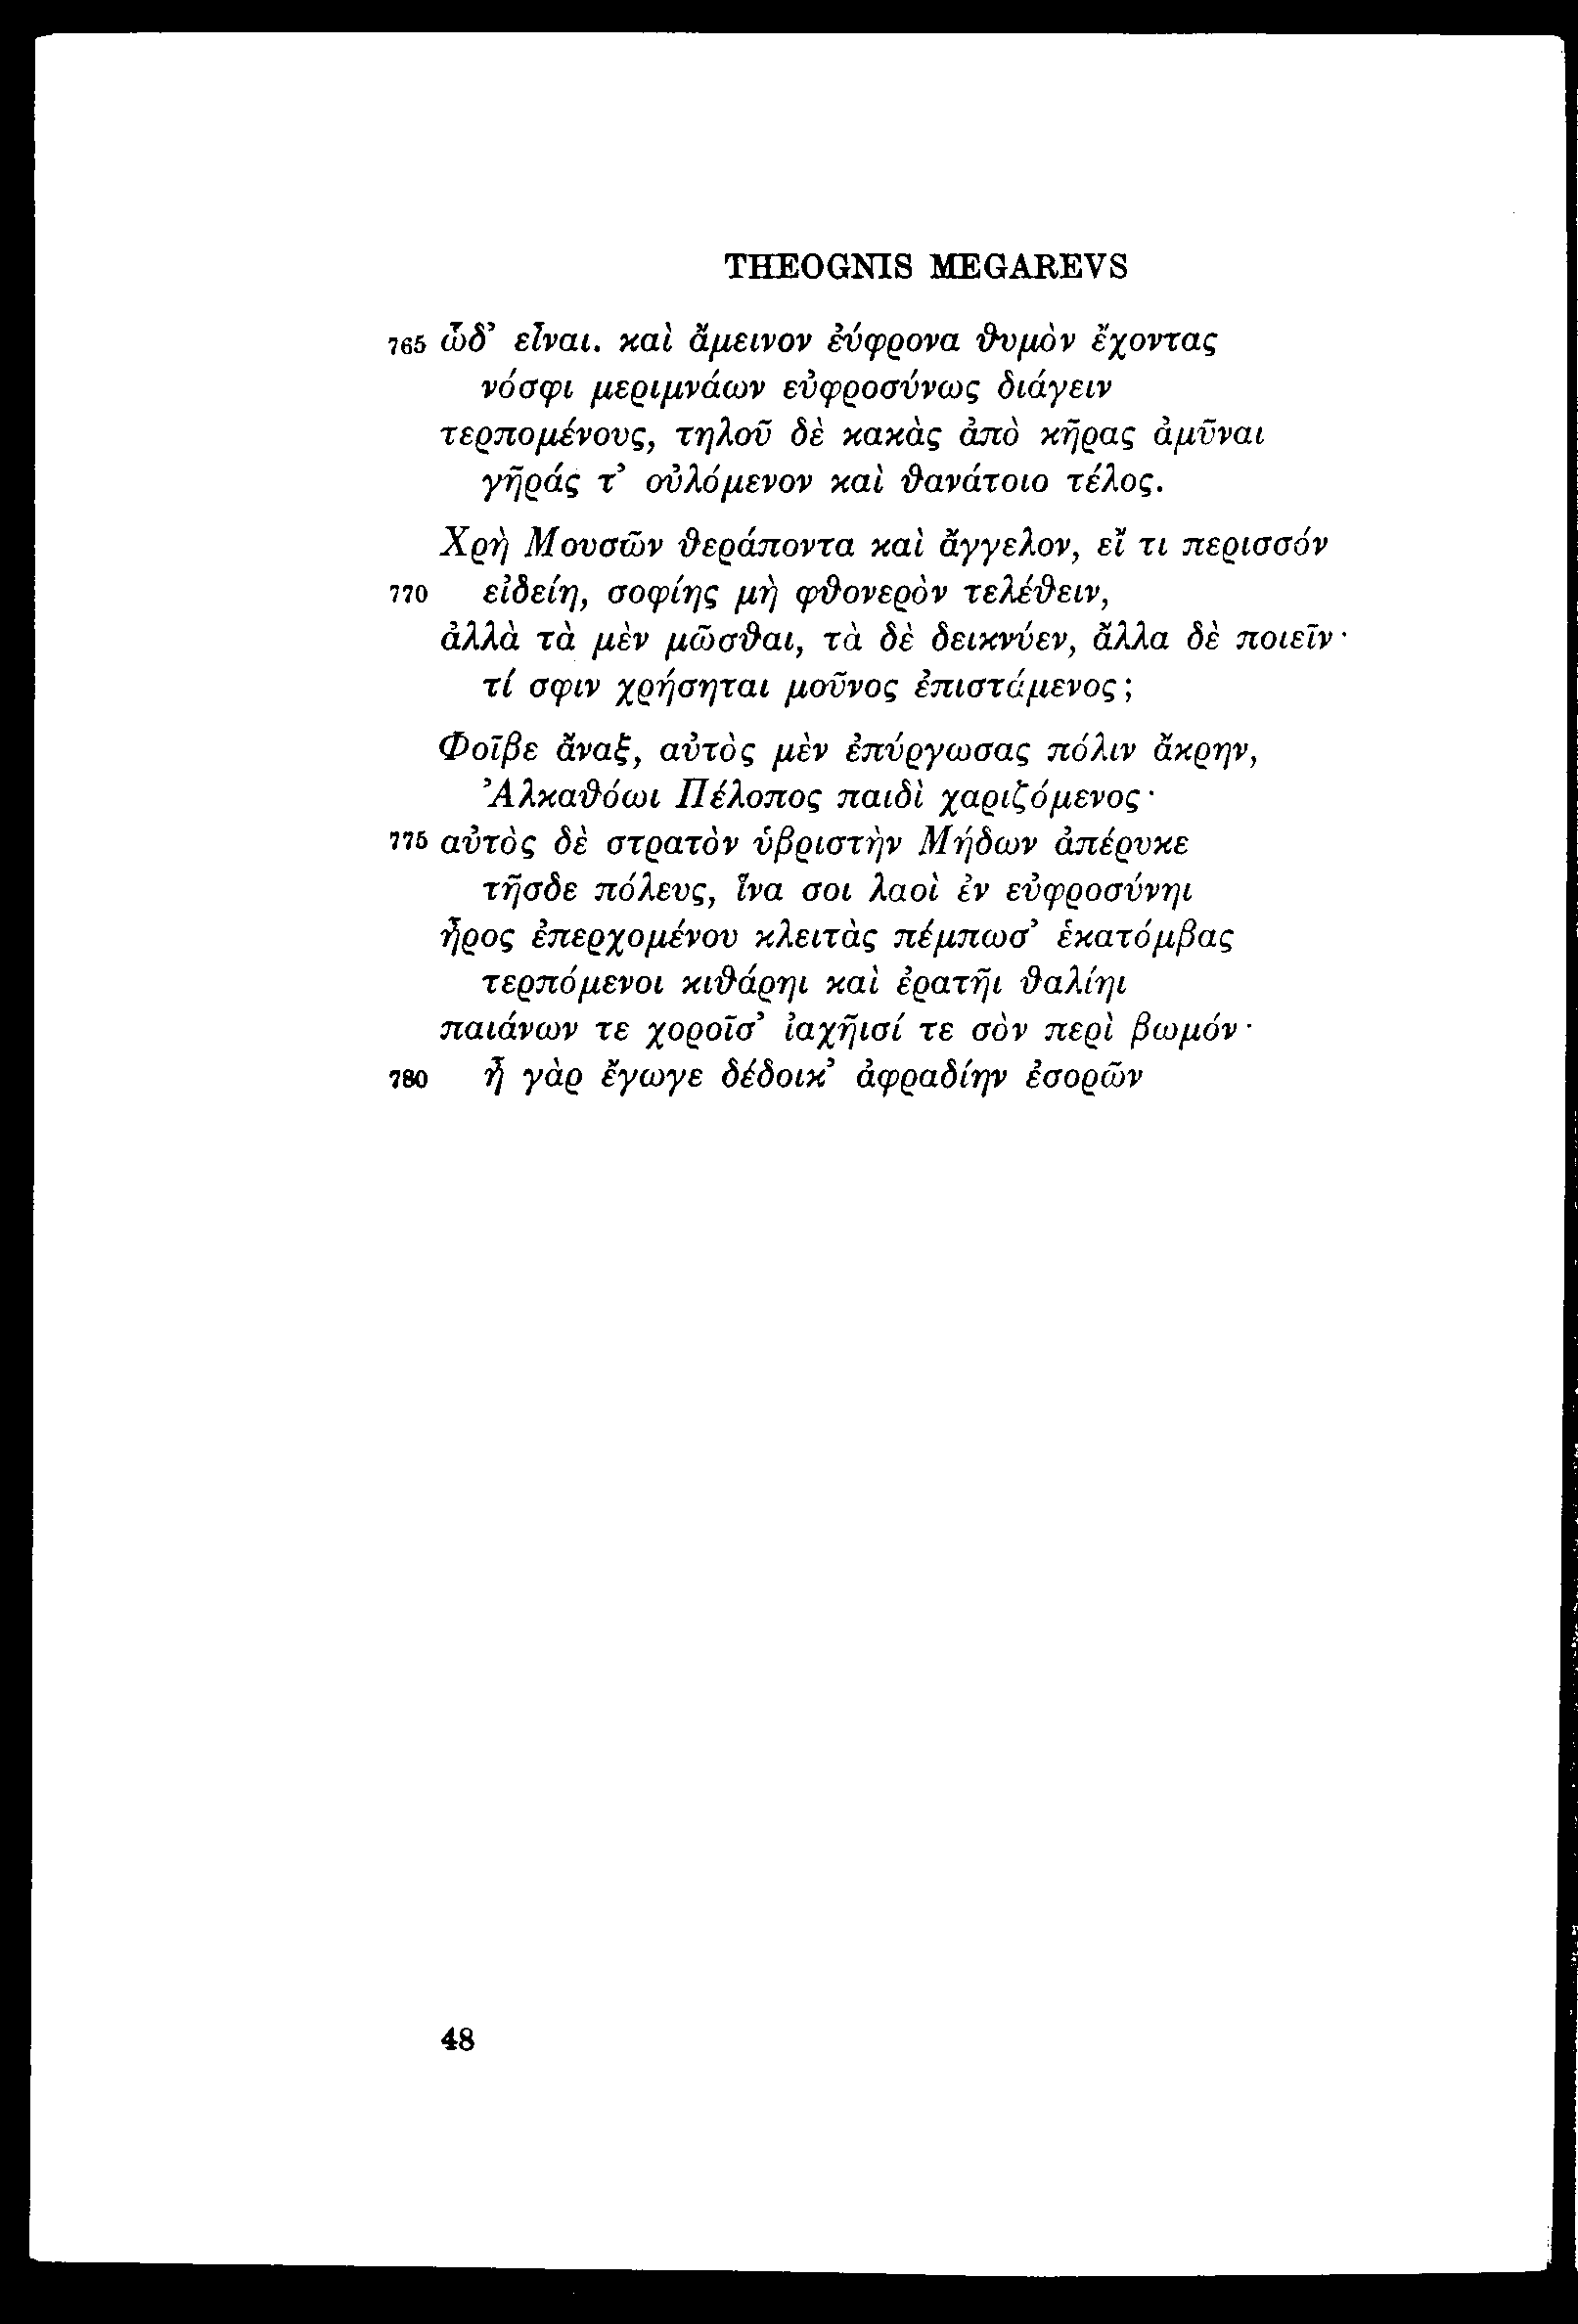 THEOGNIS MEGAREVS
765 ὧδ’ εἶναι. καὶ ἄμεινον ἐύφρονα ϑυμὸν ἔχοντας
νόσφι μεριμνάων εὐφροσύνως διάγειν
τερπομένους, τηλοῦ δὲ κακὰς ἀπὸ κῆρας ἀμῦναι
γῆράς τ’ οὐλόμενον καὶ ϑανάτοιο τέλος.
Χρὴ Μουσῶν ϑεράποντα καὶ ἄγγελον, εἴ τι περισσόν
770 εἰδείη, σοφίης μὴ φϑονερὸν τελέϑειν,
ἀλλὰ τὰ μὲν μῶσϑαι, τὰ δὲ δεικνύεν, ἄλλα δὲ ποιεῖν·
τί σφιν χρήσηται μοῦνος ἐπιστάμενος;
Φοῖβε ἄναξ, αὐτὸς μὲν ἐπύργωσας πόλιν ἄκρην,
Ἀλκαϑόωι Πέλοπος παιδὶ χαριζόμενος·
775 αὐτὸς δὲ στρατὸν ὑβριστὴν Μήδων ἀπέρυκε
τῆσδε πόλευς, ἵνα σοι λαοὶ ἐν εὐφροσύνηι
ἦρος ἐπερχομένου κλειτὰς πέμπωσ’ ἑκατόμβας
τερπόμενοι κιϑάρηι καὶ ἐρατῆι ϑαλίηι
παιάνων τε χοροῖσ’ ἰαχῆισί τε σὸν περὶ βωμόν·
780 ἦ γὰρ ἔγωγε δέδοικ’ ἀφραδίην ἐσορῶν
48